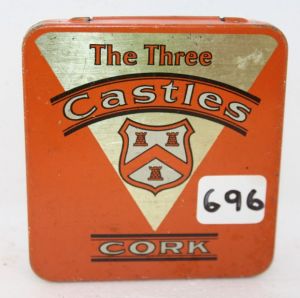 The Three
Castles
696
CORK